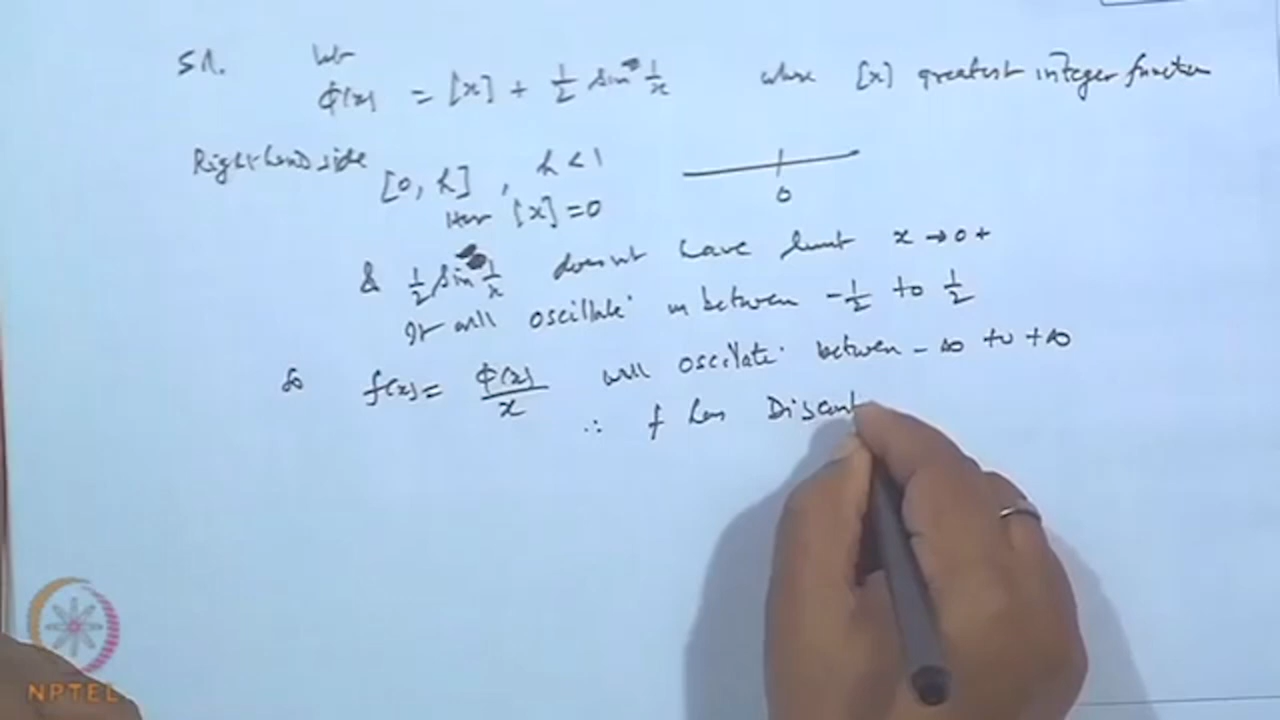 Sol. Let
φ(x) = [x] + 1/2 sin 1/x where [x] greatest integer function
Right hand side [0, h], h < 1
0
Here [x] = 0
& 1/2 sin 1/x doesnt have limit x → 0+
It will oscillate in between -1/2 to 1/2
So f(x) = φ(x)/x will oscillate between -∞ to +∞
∴ f has Discont
NPTEL